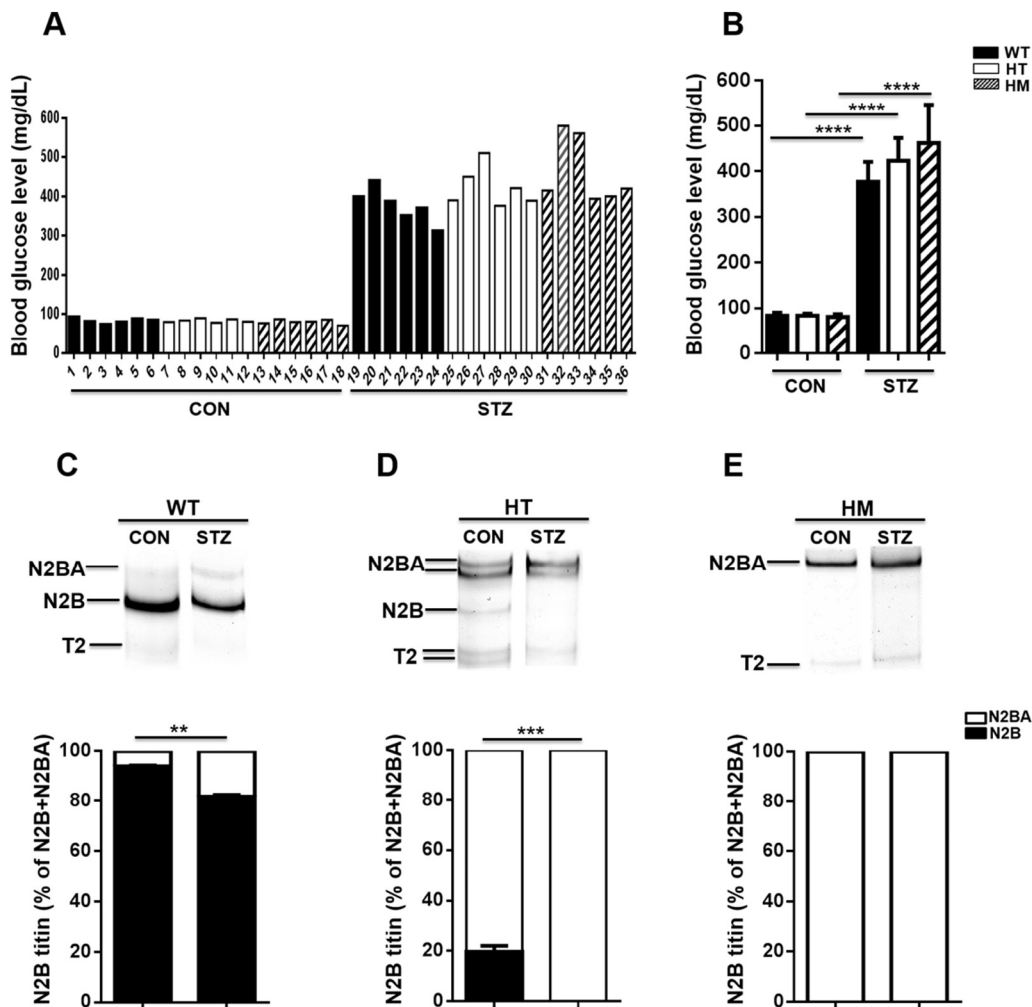 A
Blood glucose level (mg/dL)
600
500
400
300
200
100
0
1 2 3 4 5 6 7 8 9 10 11 12 13 14 15 16 17 18 19 20 21 22 23 24 25 26 27 28 29 30 31 32 33 34 35 36
CON STZ
B
WT
HT
HM
Blood glucose level (mg/dL)
600
500
400
300
200
100
0
****
****
****
CON STZ
C
WT
CON STZ
N2BA
N2B
T2
N2B titin (% of N2B+N2BA)
100
80
60
40
20
0
**
D
HT
CON STZ
N2BA
N2B
T2
N2B titin (% of N2B+N2BA)
100
80
60
40
20
0
***
E
HM
CON STZ
N2BA
T2
N2BA
N2B
N2B titin (% of N2B+N2BA)
100
80
60
40
20
0